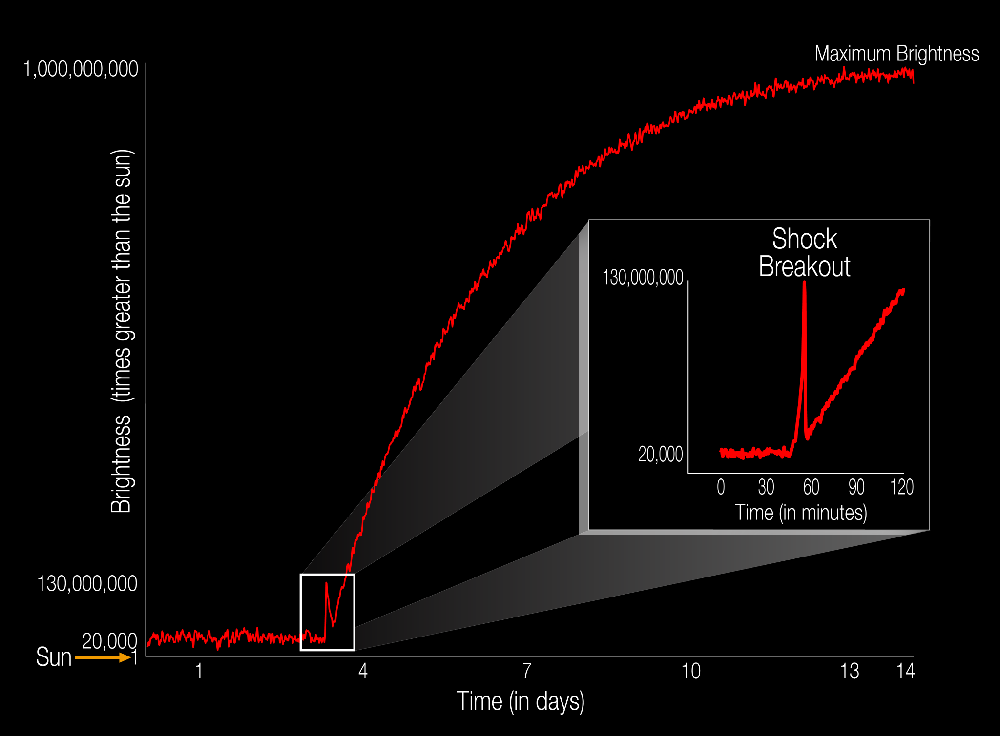 Maximum Brightness
1,000,000,000
Brightness (times greater than the sun)
Shock
Breakout
130,000,000
20,000
0 30 60 90 120
Time (in minutes)
130,000,000
20,000
Sun 1
1 4 7 10 13 14
Time (in days)